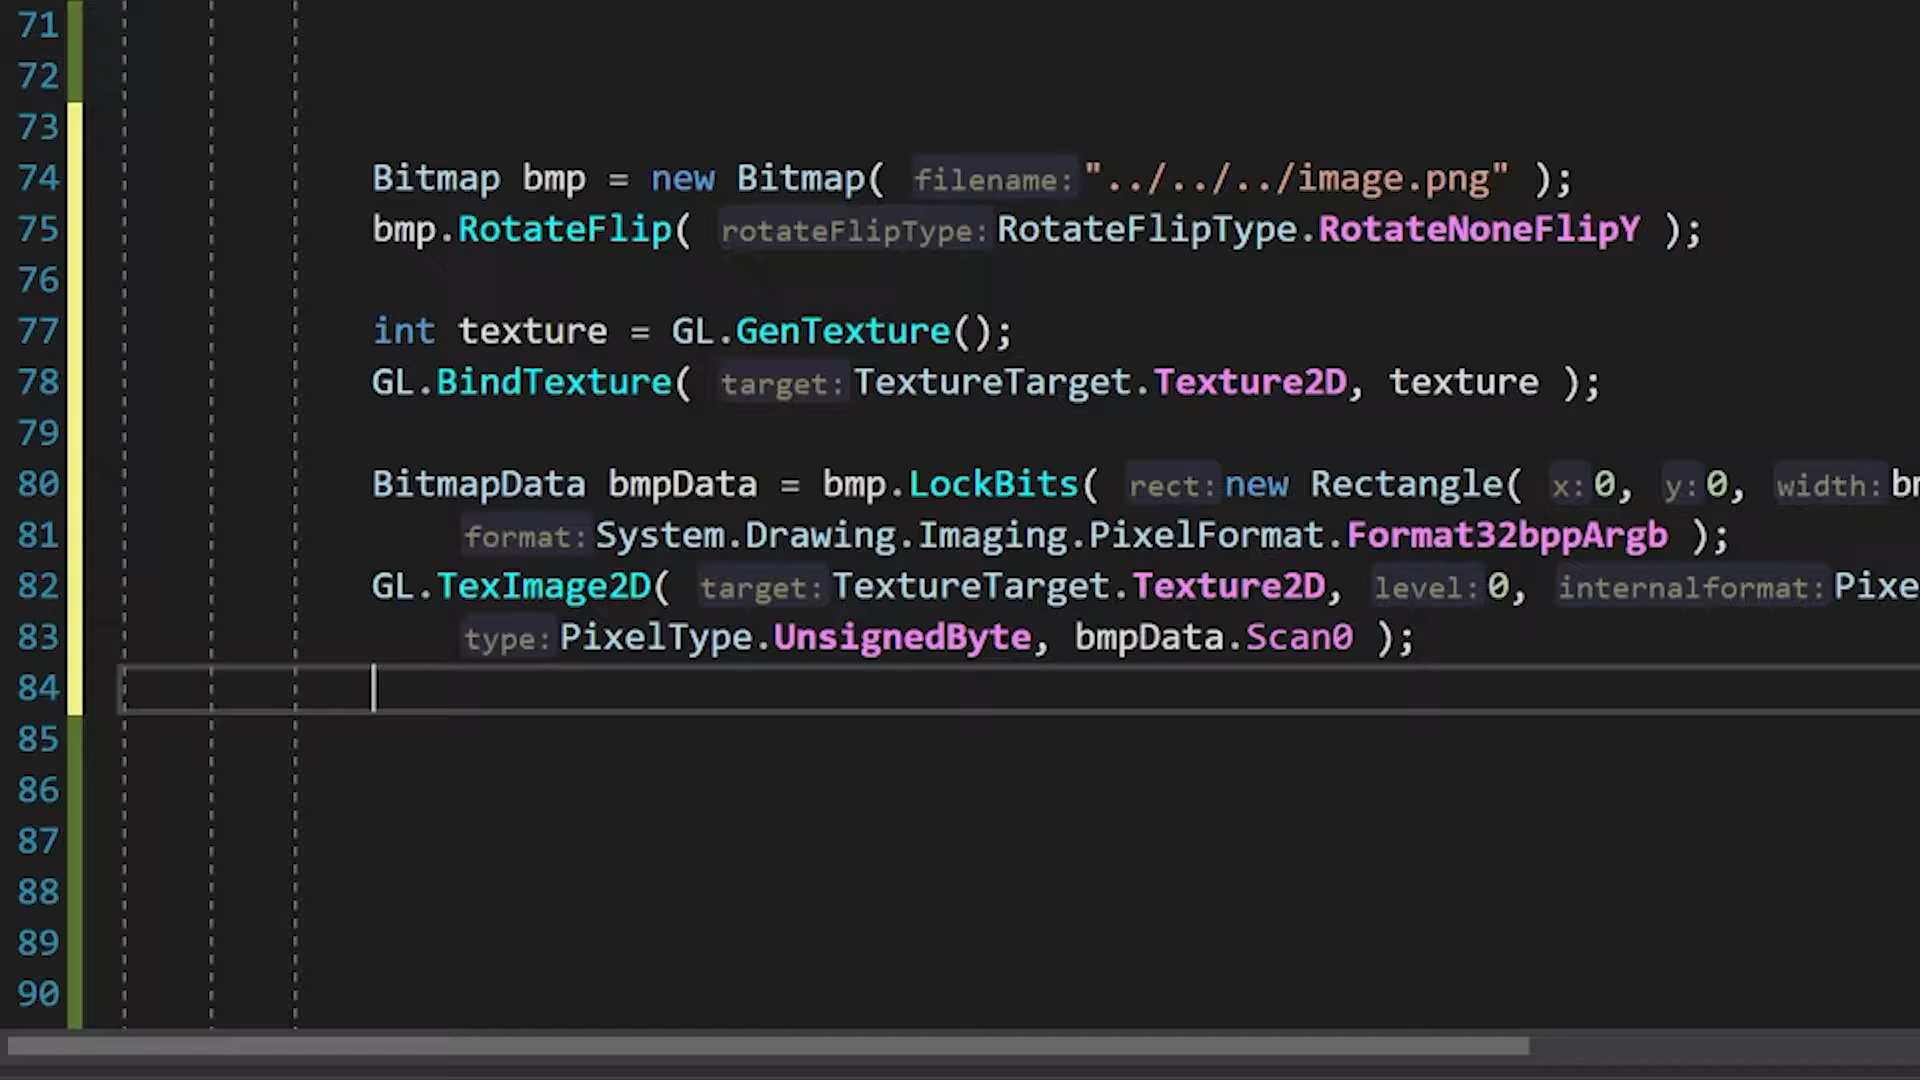 71
72
73
74 Bitmap bmp = new Bitmap( filename: "../../../image.png" );
75 bmp.RotateFlip( rotateFlipType: RotateFlipType.RotateNoneFlipY );
76
77 int texture = GL.GenTexture();
78 GL.BindTexture( target: TextureTarget.Texture2D, texture );
79
80 BitmapData bmpData = bmp.LockBits( rect: new Rectangle( x: 0, y: 0, width:
81 format: System.Drawing.Imaging.PixelFormat.Format32bppArgb );
82 GL.TexImage2D( target: TextureTarget.Texture2D, level: 0, internalformat: Pixe
83 type: PixelType.UnsignedByte, bmpData.Scan0 );
84
85
86
87
88
89
90